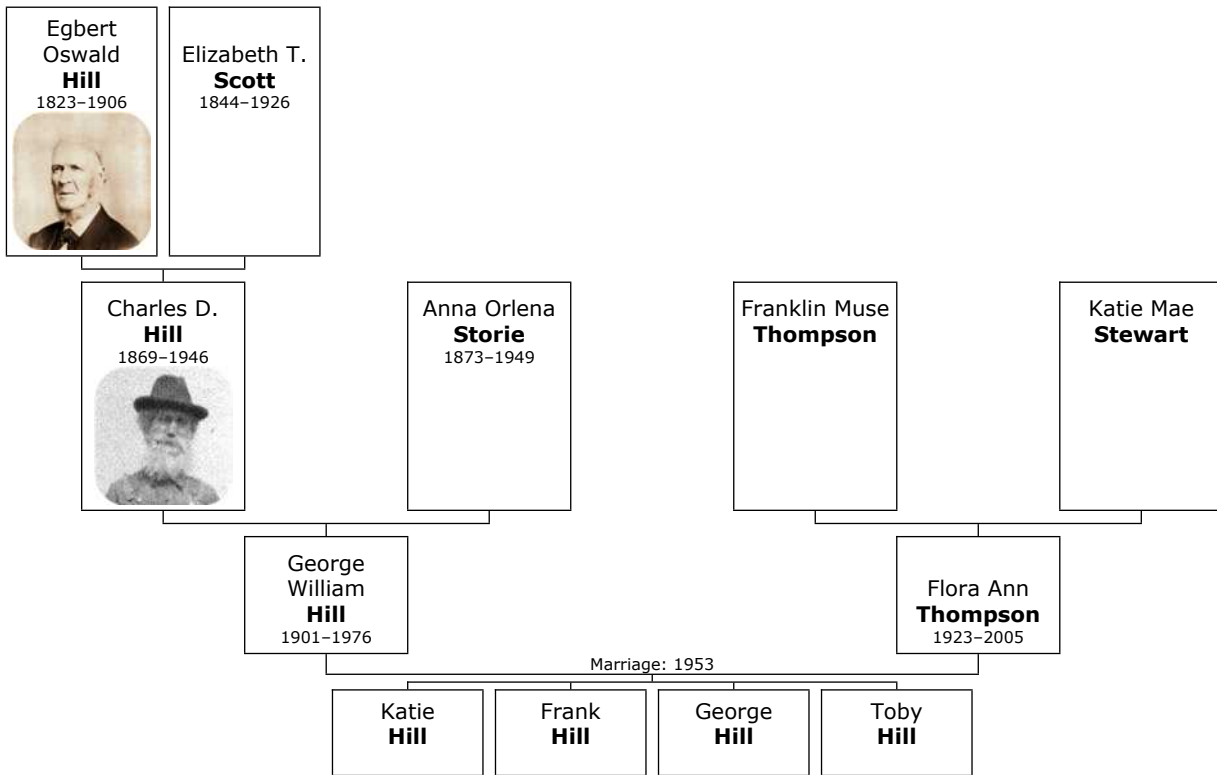 Egbert
Oswald
Hill
1823–1906
Elizabeth T.
Scott
1844–1926
Charles D.
Hill
1869–1946
Anna Orlena
Storie
1873–1949
Franklin Muse
Thompson
Katie Mae
Stewart
George
William
Hill
1901–1976
Flora Ann
Thompson
1923–2005
Marriage: 1953
Katie
Hill
Frank
Hill
George
Hill
Toby
Hill